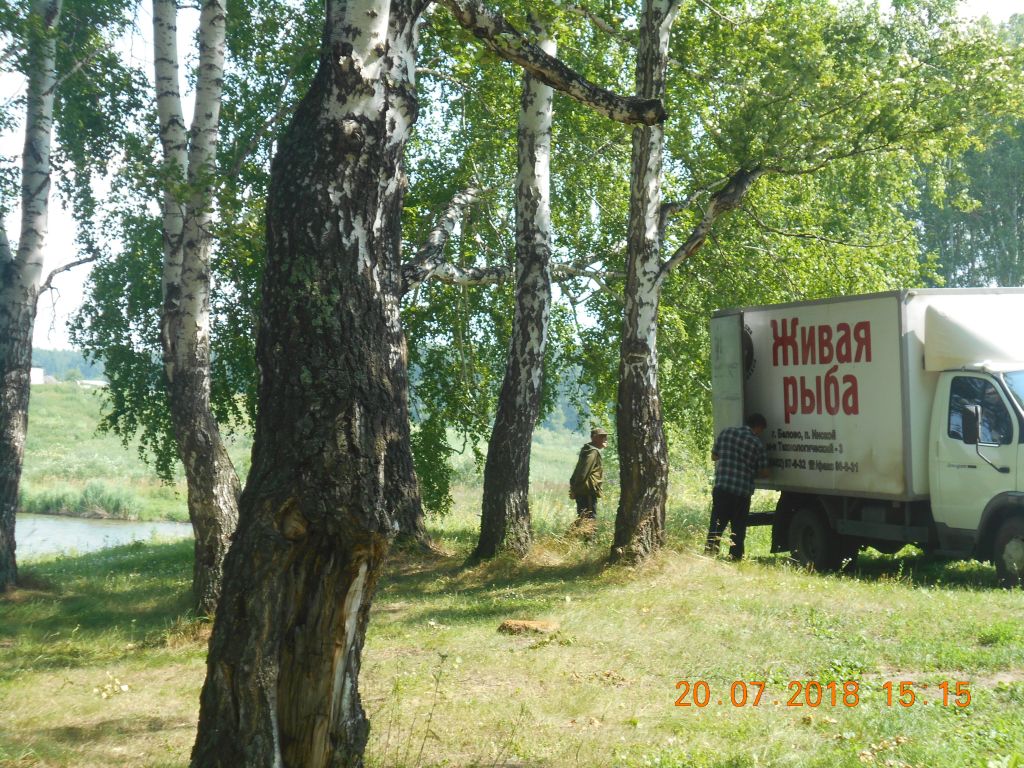 Живая
рыба
г. Белово, п. Инской
20.07.2018 15:15